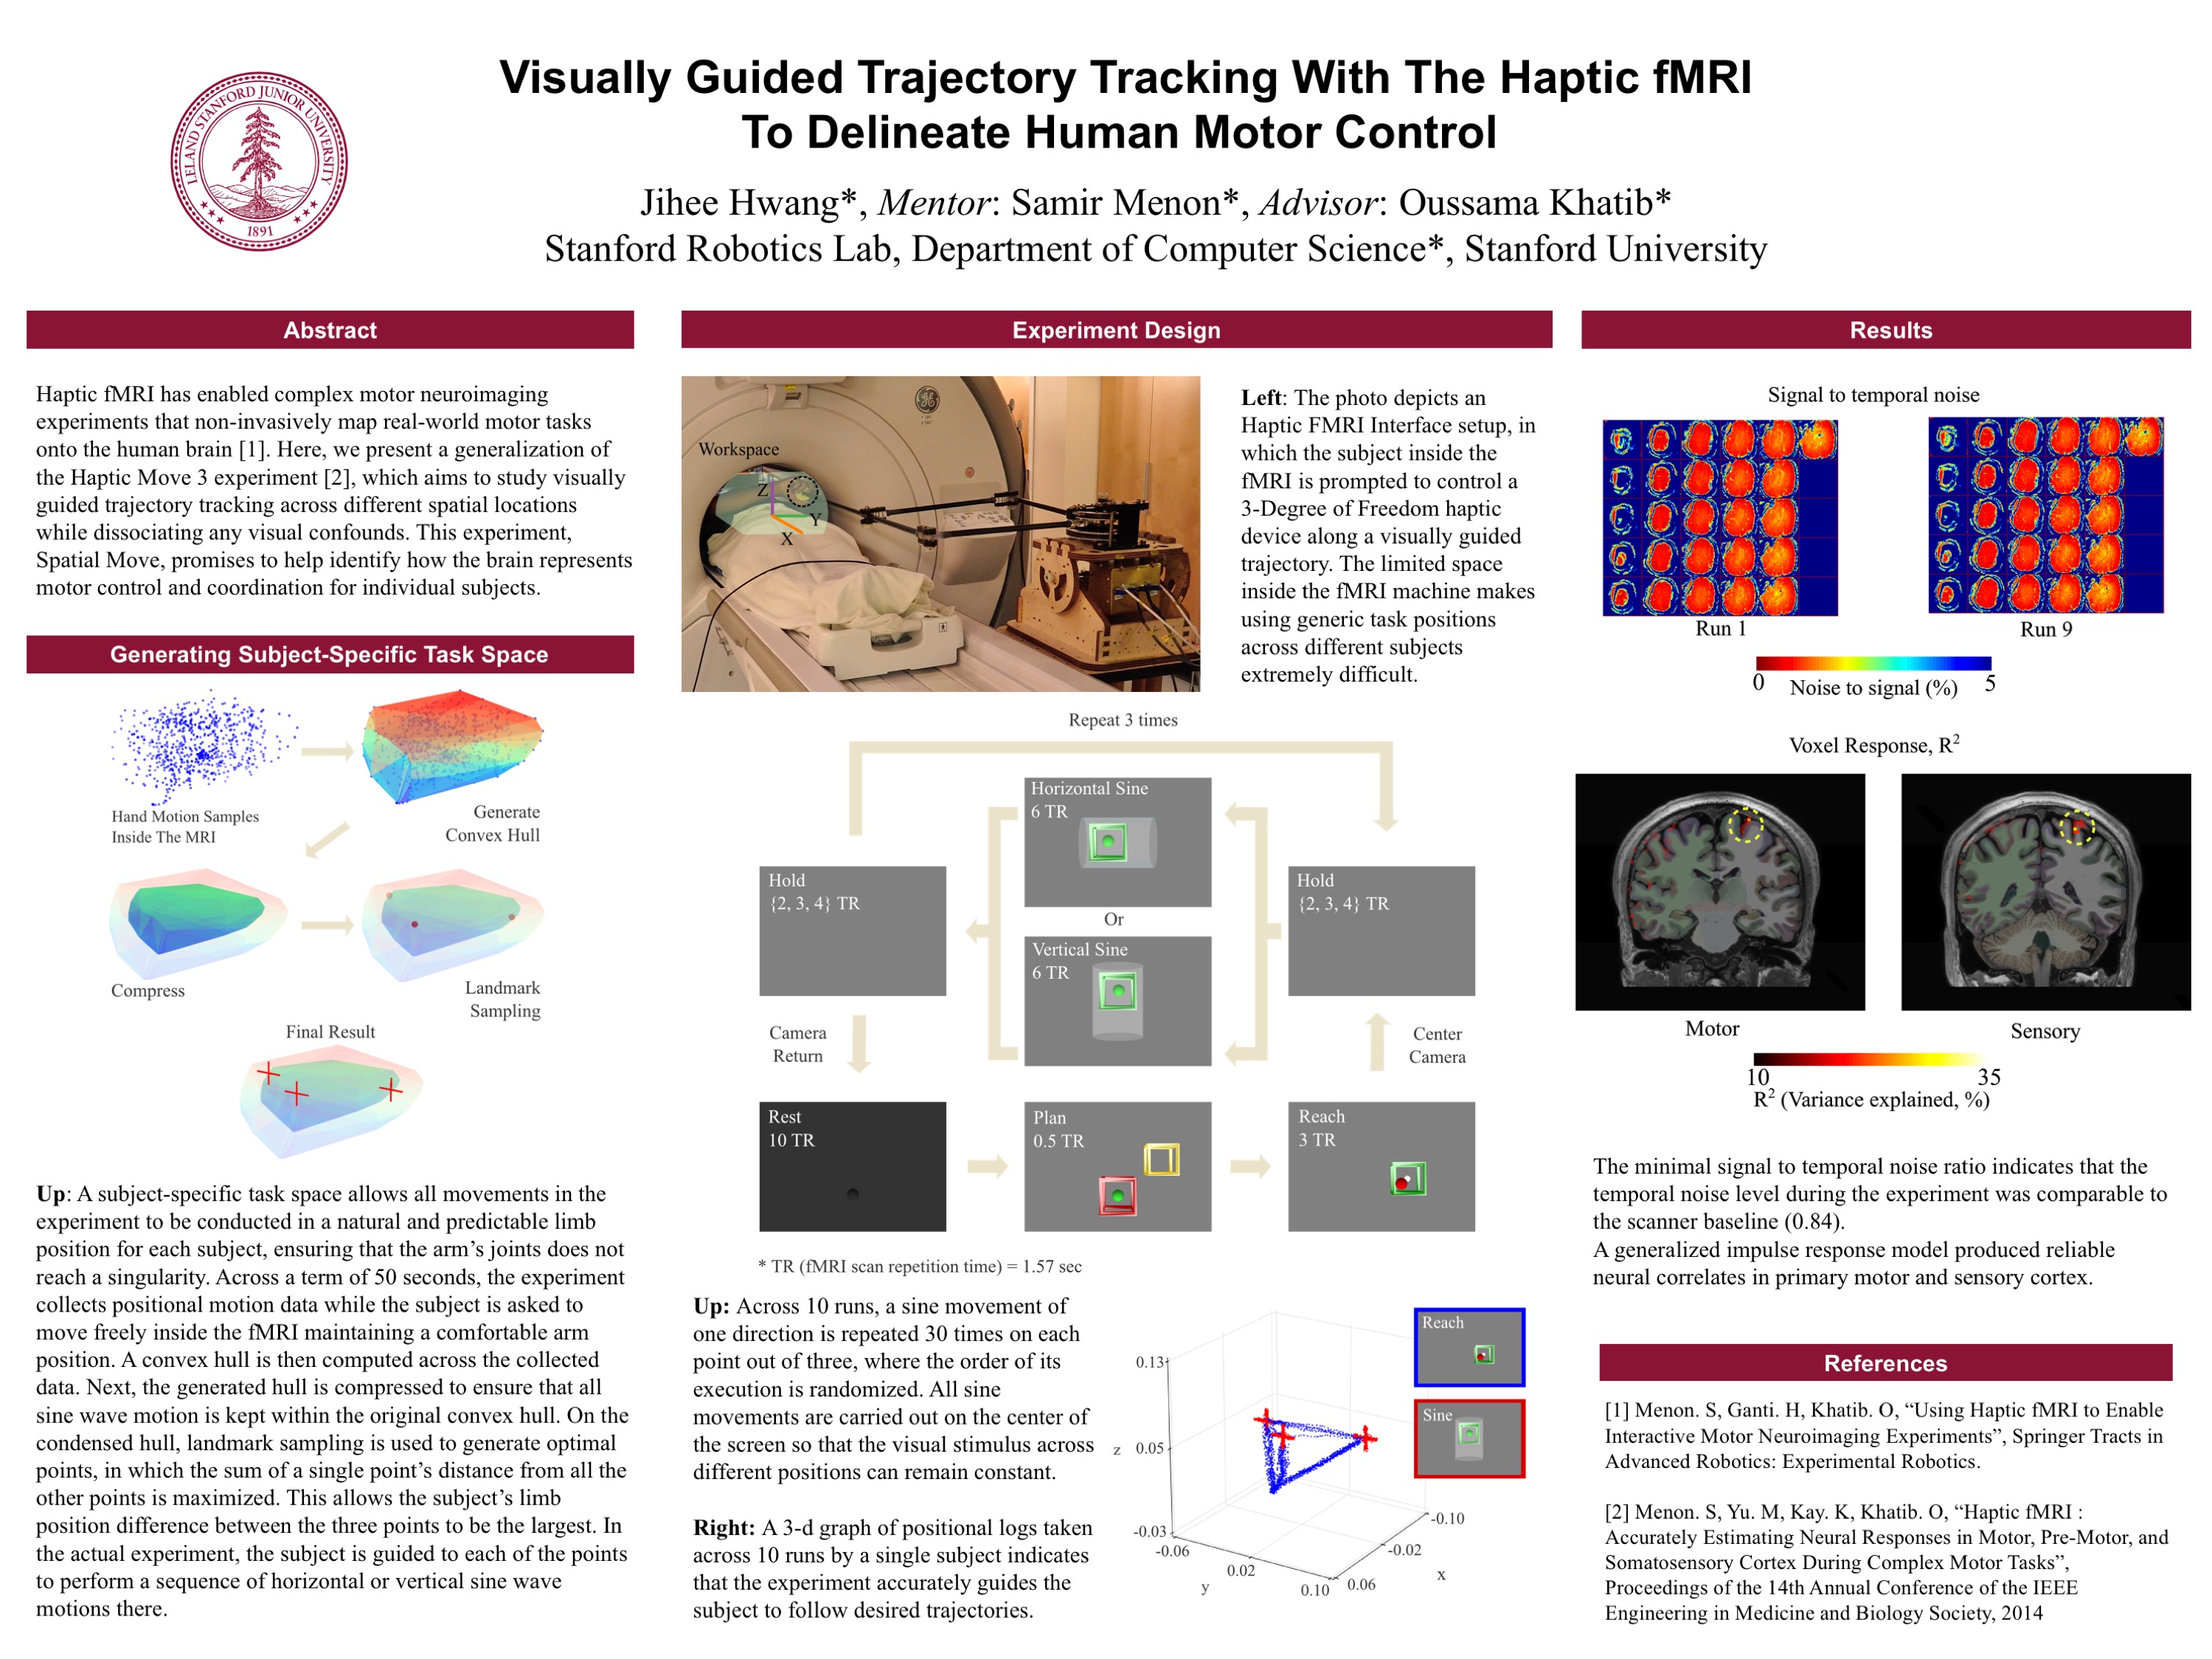 Visually Guided Trajectory Tracking With The Haptic fMRI
To Delineate Human Motor Control
Jihee Hwang*, Mentor: Samir Menon*, Advisor: Oussama Khatib*
Stanford Robotics Lab, Department of Computer Science*, Stanford University
LELAND STANFORD JUNIOR UNIVERSITY
1891
Abstract
Haptic fMRI has enabled complex motor neuroimaging
experiments that non-invasively map real-world motor tasks
onto the human brain [1]. Here, we present a generalization of
the Haptic Move 3 experiment [2], which aims to study visually
guided trajectory tracking across different spatial locations
while dissociating any visual confounds. This experiment,
Spatial Move, promises to help identify how the brain represents
motor control and coordination for individual subjects.
Generating Subject-Specific Task Space
Hand Motion Samples
Inside The MRI
Generate
Convex Hull
Compress
Landmark
Sampling
Final Result
Up: A subject-specific task space allows all movements in the
experiment to be conducted in a natural and predictable limb
position for each subject, ensuring that the arm's joints does not
reach a singularity. Across a term of 50 seconds, the experiment
collects positional motion data while the subject is asked to
move freely inside the fMRI maintaining a comfortable arm
position. A convex hull is then computed across the collected
data. Next, the generated hull is compressed to ensure that all
sine wave motion is kept within the original convex hull. On the
condensed hull, landmark sampling is used to generate optimal
points, in which the sum of a single point's distance from all the
other points is maximized. This allows the subject's limb
position difference between the three points to be the largest. In
the actual experiment, the subject is guided to each of the points
to perform a sequence of horizontal or vertical sine wave
motions there.
Experiment Design
Workspace
Z
Y
X
Left: The photo depicts an
Haptic FMRI Interface setup, in
which the subject inside the
fMRI is prompted to control a
3-Degree of Freedom haptic
device along a visually guided
trajectory. The limited space
inside the fMRI machine makes
using generic task positions
across different subjects
extremely difficult.
Repeat 3 times
Horizontal Sine
6 TR
Hold
{2, 3, 4} TR
Hold
{2, 3, 4} TR
Or
Vertical Sine
6 TR
Camera
Return
Center
Camera
Rest
10 TR
Plan
0.5 TR
Reach
3 TR
* TR (fMRI scan repetition time) = 1.57 sec
Up: Across 10 runs, a sine movement of
one direction is repeated 30 times on each
point out of three, where the order of its
execution is randomized. All sine
movements are carried out on the center of
the screen so that the visual stimulus across
different positions can remain constant.
Right: A 3-d graph of positional logs taken
across 10 runs by a single subject indicates
that the experiment accurately guides the
subject to follow desired trajectories.
Reach
Sine
0.13
z 0.05
-0.03
-0.06
0.02
0.10
y
0.06
-0.02
-0.10
x
Results
Signal to temporal noise
Run 1
Run 9
0 Noise to signal (%) 5
Voxel Response, R²
Motor
Sensory
10 35
R² (Variance explained, %)
The minimal signal to temporal noise ratio indicates that the
temporal noise level during the experiment was comparable to
the scanner baseline (0.84).
A generalized impulse response model produced reliable
neural correlates in primary motor and sensory cortex.
References
[1] Menon. S, Ganti. H, Khatib. O, “Using Haptic fMRI to Enable
Interactive Motor Neuroimaging Experiments”, Springer Tracts in
Advanced Robotics: Experimental Robotics.
[2] Menon. S, Yu. M, Kay. K, Khatib. O, “Haptic fMRI :
Accurately Estimating Neural Responses in Motor, Pre-Motor, and
Somatosensory Cortex During Complex Motor Tasks”,
Proceedings of the 14th Annual Conference of the IEEE
Engineering in Medicine and Biology Society, 2014